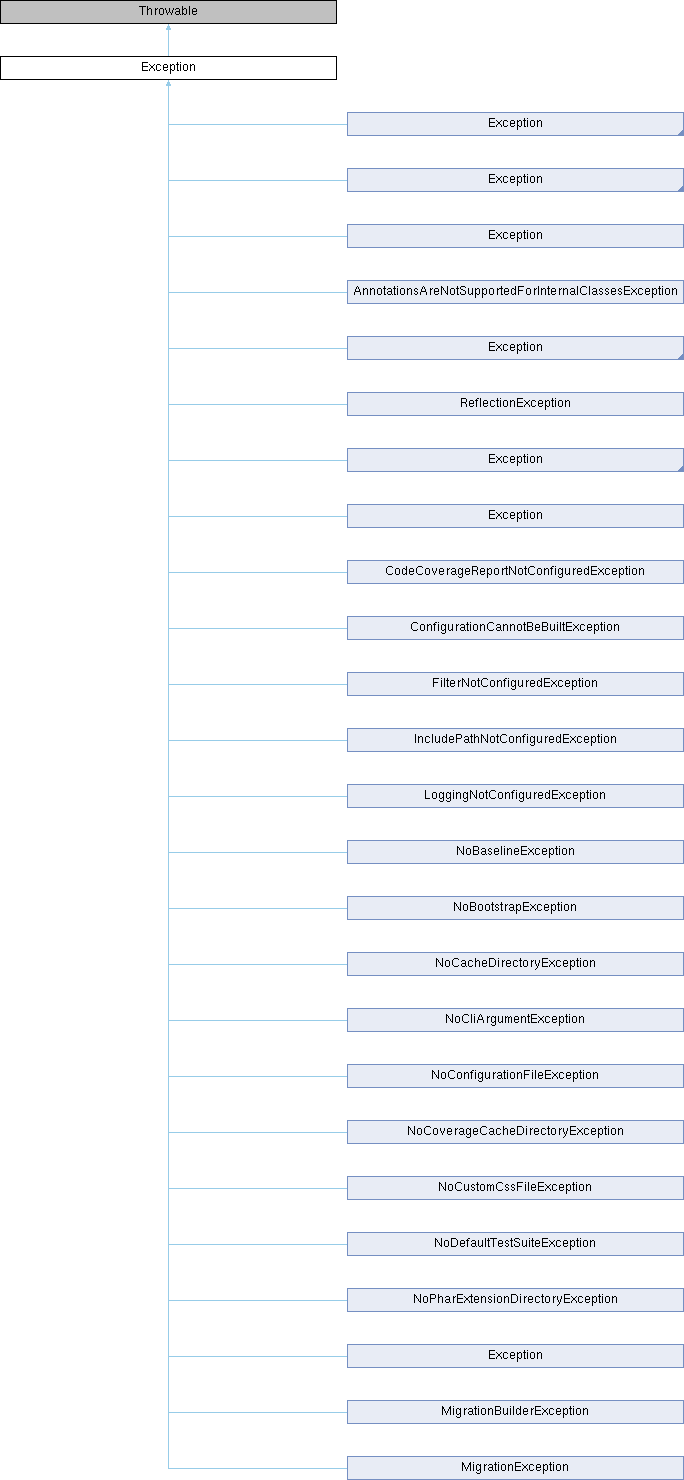 Throwable
Exception
Exception
Exception
Exception
AnnotationsAreNotSupportedForInternalClassesException
Exception
ReflectionException
Exception
Exception
CodeCoverageReportNotConfiguredException
ConfigurationCannotBeBuiltException
FilterNotConfiguredException
IncludePathNotConfiguredException
LoggingNotConfiguredException
NoBaselineException
NoBootstrapException
NoCacheDirectoryException
NoCliArgumentException
NoConfigurationFileException
NoCoverageCacheDirectoryException
NoCustomCssFileException
NoDefaultTestSuiteException
NoPharExtensionDirectoryException
Exception
MigrationBuilderException
MigrationException